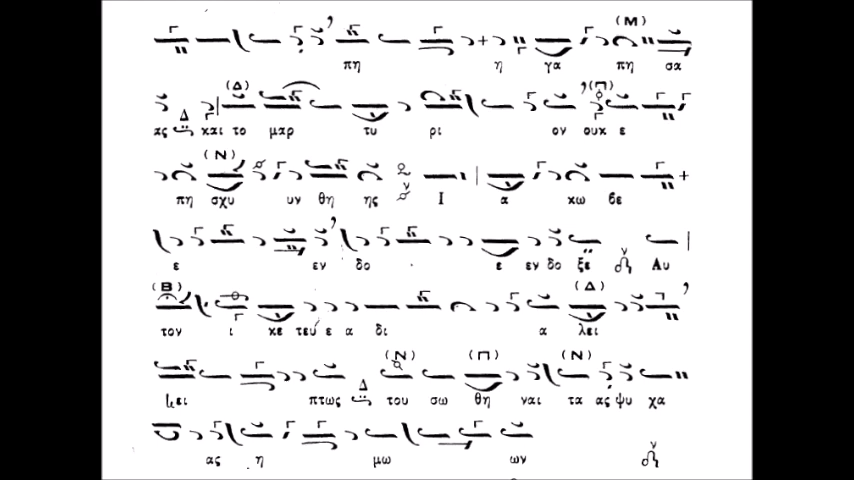 (Μ)
πη η γα πη σα
(Δ) (Π)
ας Δ και το μαρ τυ ρι ον ουκ ε
(Ν)
πη σχυ υν θη ης ν Ι α κω βε
ε εν δο ε εν δο ξε ν Αυ
(Β) (Δ)
τον ι κε τευ ε α δι α λει
(Ν) (Π) (Ν)
πτως Δ του σω θη ναι τα ας ψυ χα
ας η μω ων ν